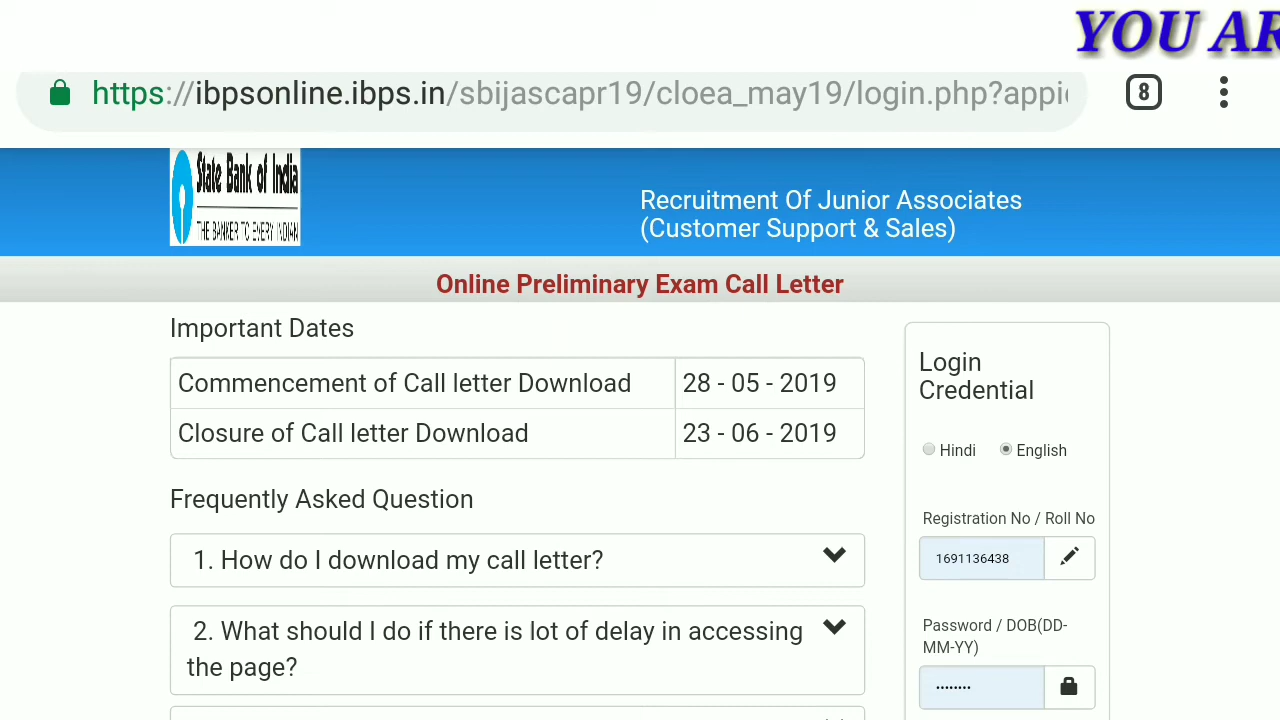 YOU AR
https://ibpsonline.ibps.in/sbijascapr19/cloea_may19/login.php?appi
8
State Bank of India
THE BANKER TO EVERY INDIAN
Recruitment Of Junior Associates
(Customer Support & Sales)
Online Preliminary Exam Call Letter
Important Dates
Commencement of Call letter Download 28 - 05 - 2019
Closure of Call letter Download 23 - 06 - 2019
Frequently Asked Question
1. How do I download my call letter?
2. What should I do if there is lot of delay in accessing
the page?
Login
Credential
Hindi English
Registration No / Roll No
1691136438
Password / DOB(DD-
MM-YY)
••••••••